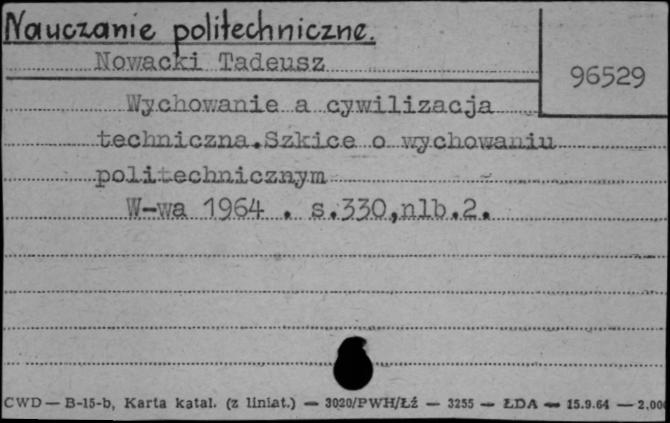 Nauczanie politechniczne.
Nowacki Tadeusz
96529
Wychowanie a cywilizacja
techniczna.Szkice o wychowaniu
politechnicznym
W-wa 1964 . s.330,nlb.2.
CWD — B-15-b, Karta katal. (z liniat.) — 3020/PWH/Łź — 3255 — ŁDA — 15.9.64 — 2,00